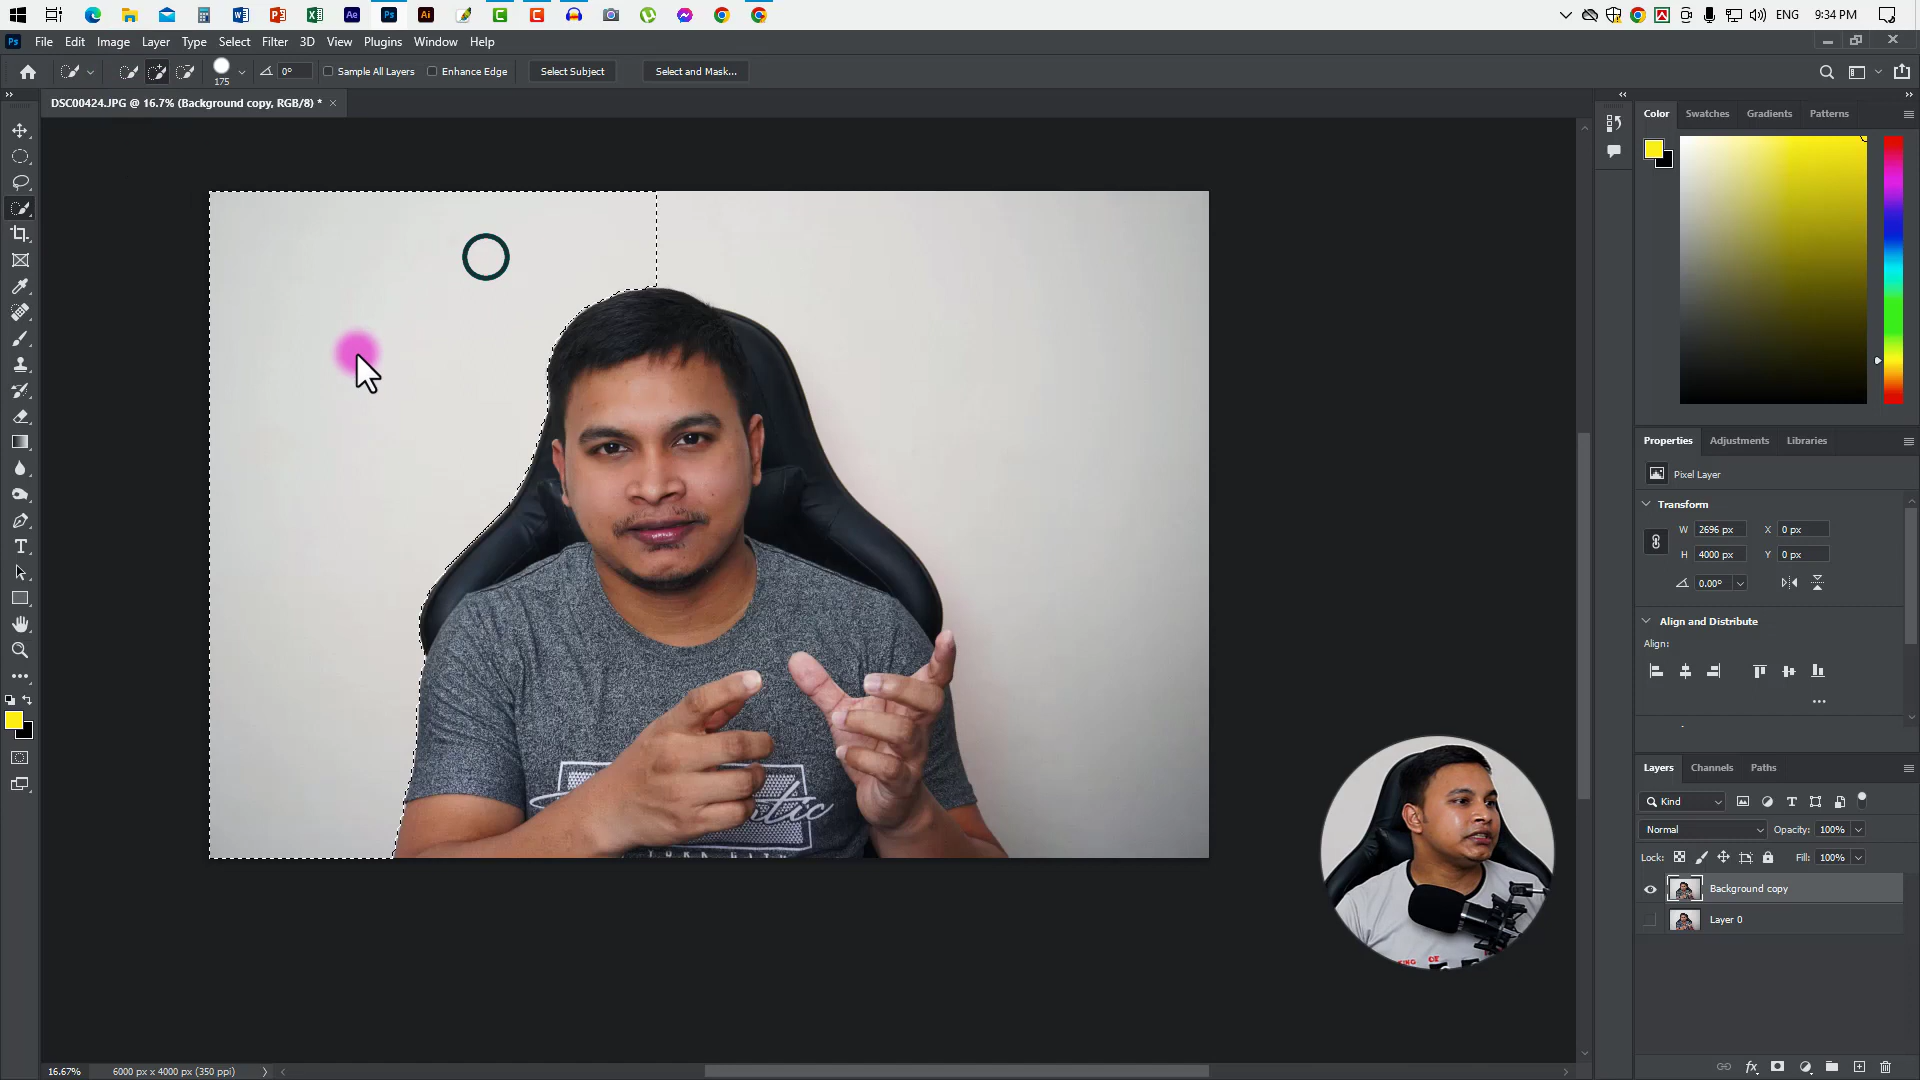 ENG 9:34 PM
File Edit Image Layer Type Select Filter 3D View Plugins Window Help
175 0° Sample All Layers Enhance Edge Select Subject Select and Mask...
DSC00424.JPG @ 16.7% (Background copy, RGB/8) * ×
Color Swatches Gradients Patterns
Properties Adjustments Libraries
Pixel Layer
Transform
W 2696 px X 0 px
H 4000 px Y 0 px
0.00°
Align and Distribute
Align:
Layers Channels Paths
Kind
Normal Opacity: 100%
Lock: Fill: 100%
Background copy
Layer 0
16.67% 6000 px x 4000 px (350 ppi)